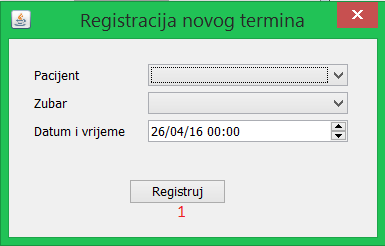 Registracija novog termina
Pacijent
Zubar
Datum i vrijeme 26/04/16 00:00
Registruj
1